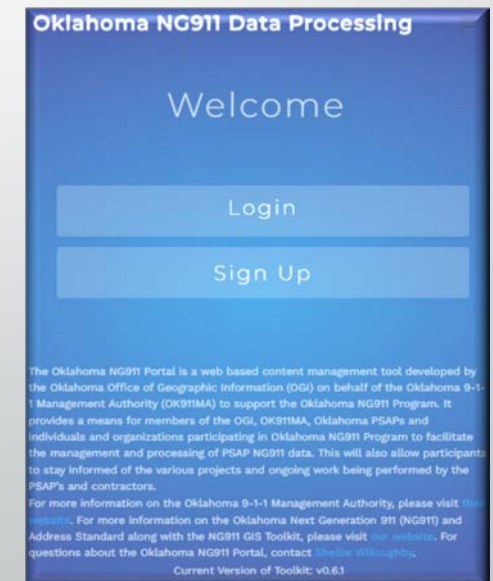 Oklahoma NG911 Data Processing
Welcome
Login
Sign Up
The Oklahoma NG911 Portal is a web based content management tool developed by
the Oklahoma Office of Geographic Information (OGI) on behalf of the Oklahoma 9-1-
1 Management Authority (OK911MA) to support the Oklahoma NG911 Program. It
provides a means for members of the OGI, OK911MA, Oklahoma PSAPs and
individuals and organizations participating in Oklahoma NG911 Program to facilitate
the management and processing of PSAP NG911 data. This will also allow participants
to stay informed of the various projects and ongoing work being performed by the
PSAP's and contractors.
For more information on the Oklahoma 9-1-1 Management Authority, please visit their
website. For more information on the Oklahoma Next Generation 911 (NG911) and
Address Standard along with the NG911 GIS Toolkit, please visit our website. For
questions about the Oklahoma NG911 Portal, contact Shellie Willoughby.
Current Version of Toolkit: v0.6.1